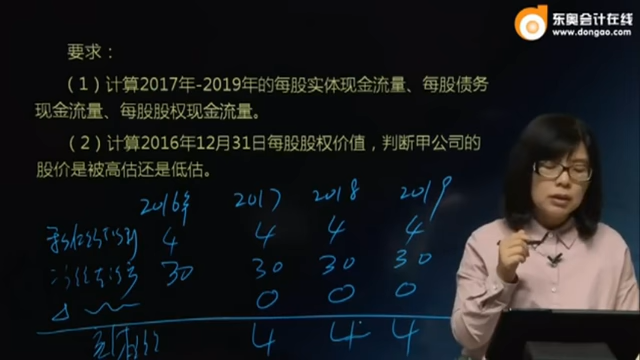 东奥会计在线
www.dongao.com
要求：
（1）计算2017年-2019年的每股实体现金流量、每股债务
现金流量、每股股权现金流量。
（2）计算2016年12月31日每股股权价值，判断甲公司的
股价是被高估还是低估。
2016年 2017 2018 2019
4 4 4 4
30 30 30 30
0 0 0
4 4 4